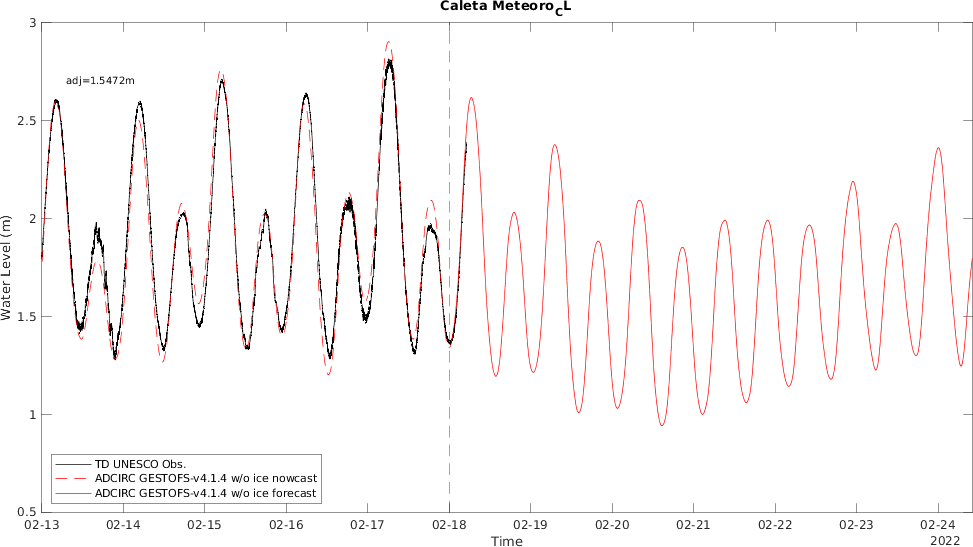 Caleta Meteoro_CL
3
adj=1.5472m
2.5
2
Water Level (m)
1.5
1
TD UNESCO Obs.
ADCIRC GESTOFS-v4.1.4 w/o ice nowcast
ADCIRC GESTOFS-v4.1.4 w/o ice forecast
0.5
02-13 02-14 02-15 02-16 02-17 02-18 02-19 02-20 02-21 02-22 02-23 02-24
Time 2022